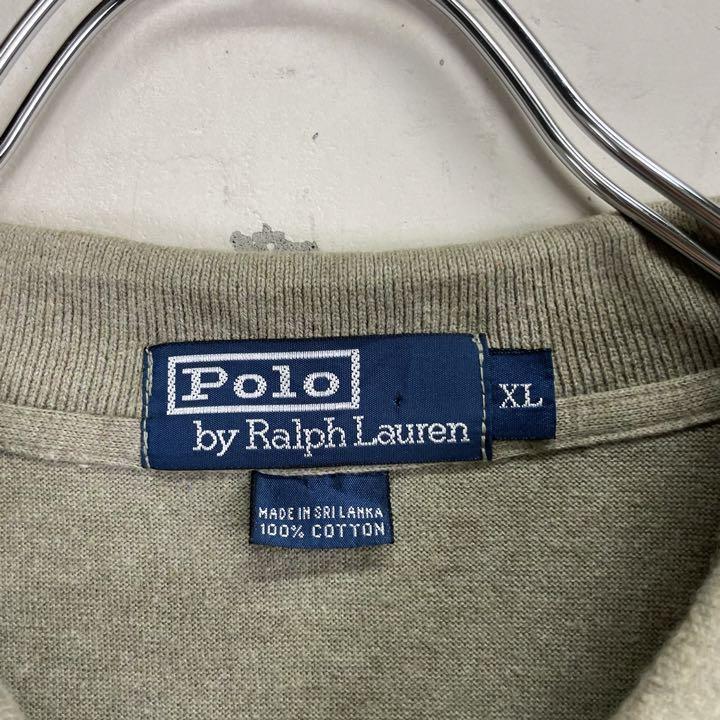 Polo
by Ralph Lauren
XL
MADE IN SRI LANKA
100% COTTON